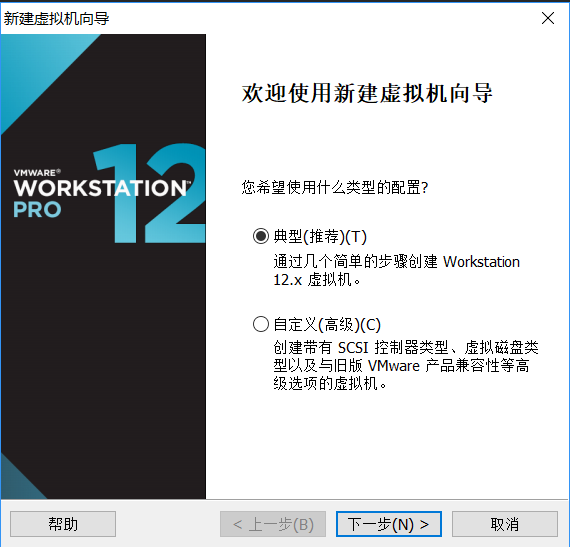 新建虚拟机向导
VMWARE®
WORKSTATION™
PRO
12
欢迎使用新建虚拟机向导
您希望使用什么类型的配置?
典型(推荐)(T)
通过几个简单的步骤创建 Workstation
12.x 虚拟机。
自定义(高级)(C)
创建带有 SCSI 控制器类型、虚拟磁盘类
型以及与旧版 VMware 产品兼容性等高
级选项的虚拟机。
帮助
< 上一步(B)
下一步(N) >
取消